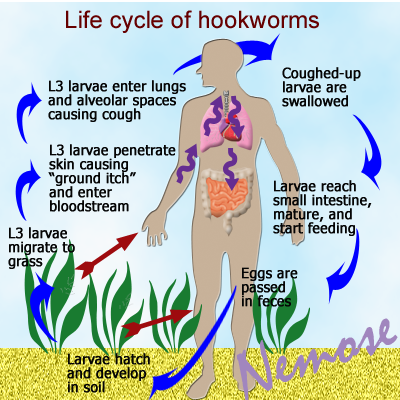 Life cycle of hookworms
L3 larvae enter lungs
and alveolar spaces
causing cough
Coughed-up
larvae are
swallowed
L3 larvae penetrate
skin causing
“ground itch”
and enter
bloodstream
Larvae reach
small intestine,
mature, and
start feeding
L3 larvae
migrate to
grass
Eggs are
passed
in feces
Larvae hatch
and develop
in soil
Nemose